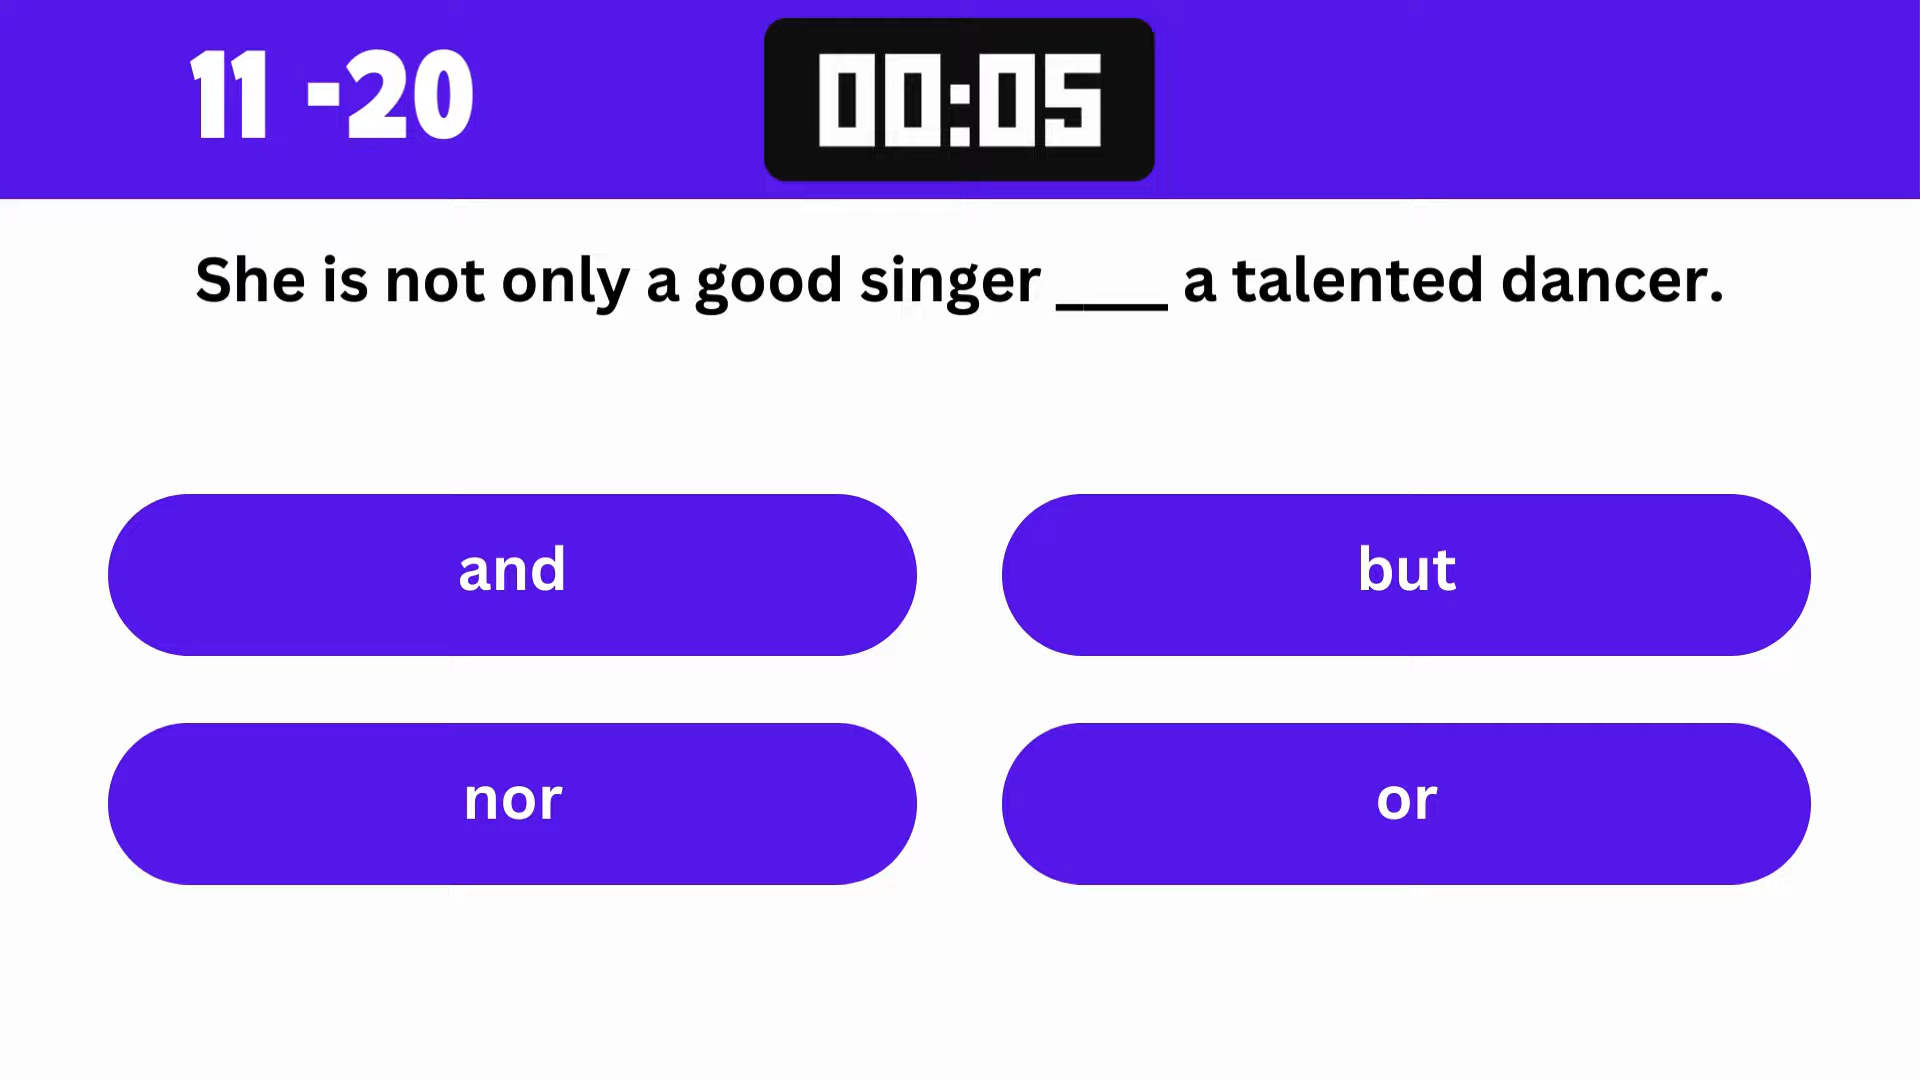 11 -20
00:05
She is not only a good singer ____ a talented dancer.
and
but
nor
or